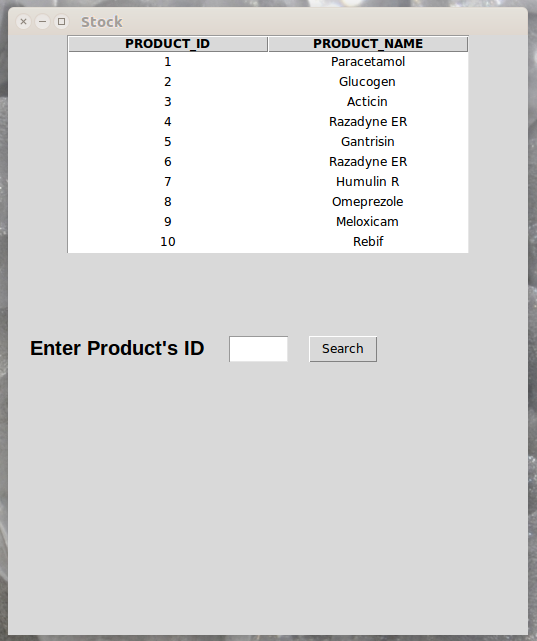 Stock
PRODUCT_ID PRODUCT_NAME
1 Paracetamol
2 Glucogen
3 Acticin
4 Razadyne ER
5 Gantrisin
6 Razadyne ER
7 Humulin R
8 Omeprezole
9 Meloxicam
10 Rebif
Enter Product's ID Search